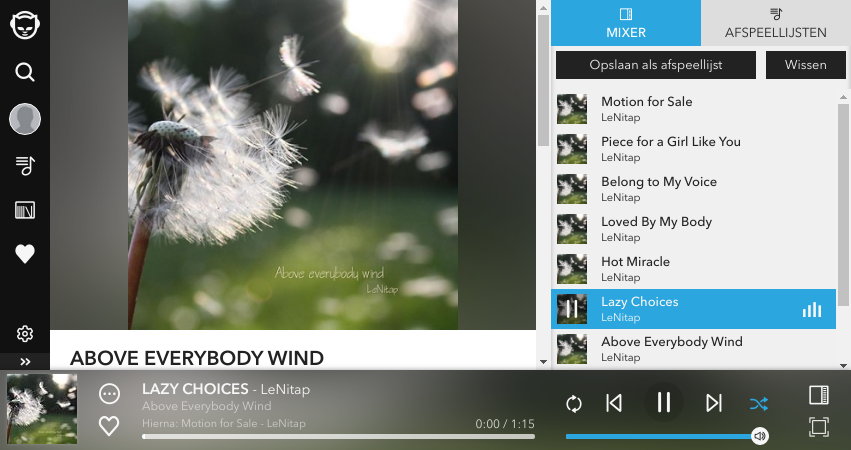 Above everybody wind
LeNitap
ABOVE EVERYBODY WIND
MIXER
AFSPEELLIJSTEN
Opslaan als afspeellijst
Wissen
Motion for Sale
LeNitap
Piece for a Girl Like You
LeNitap
Belong to My Voice
LeNitap
Loved By My Body
LeNitap
Hot Miracle
LeNitap
Lazy Choices
LeNitap
Above Everybody Wind
LeNitap
LAZY CHOICES - LeNitap
Above Everybody Wind
Hierna: Motion for Sale - LeNitap
0:00 / 1:15